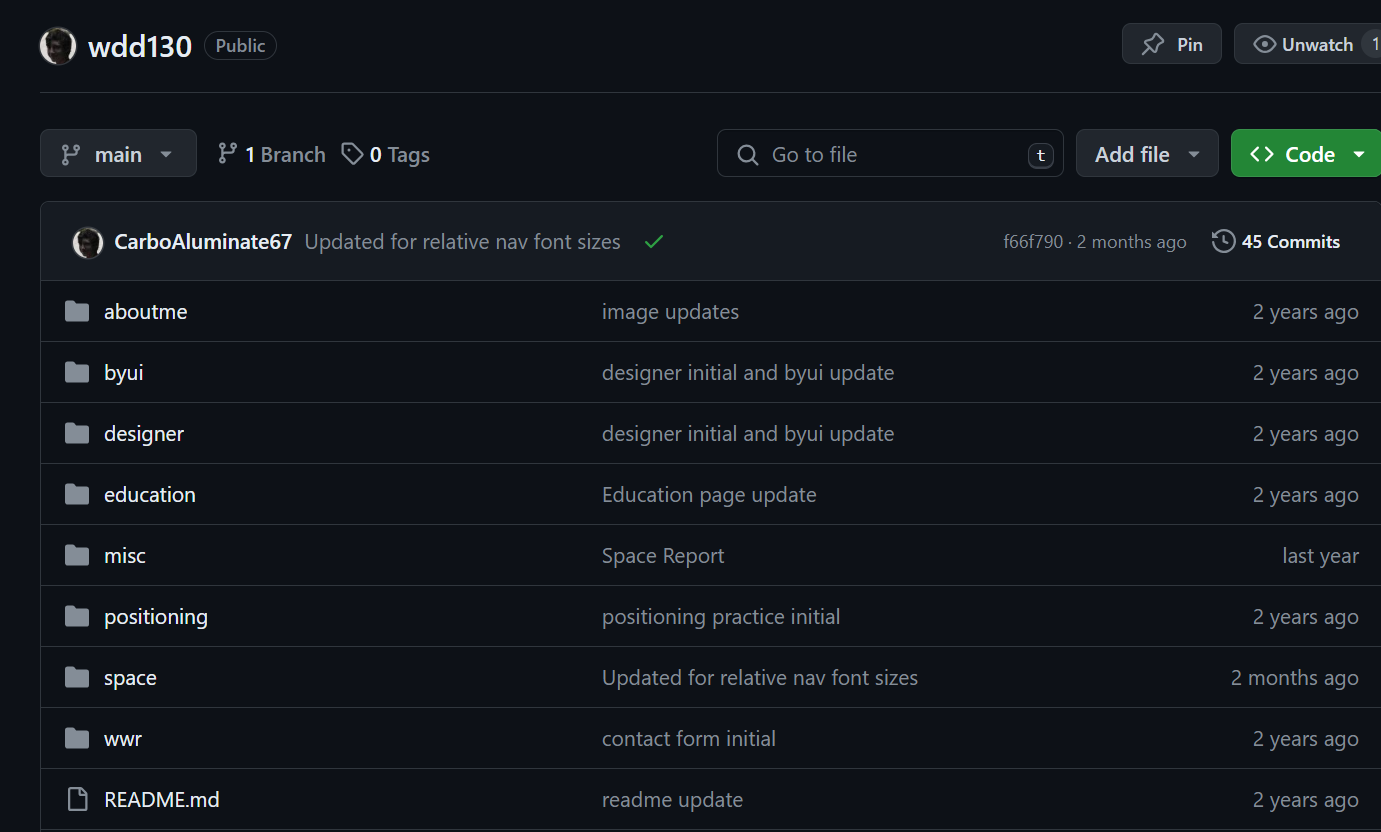 wdd130 Public Pin Unwatch 1
main 1 Branch 0 Tags Go to file t Add file Code
CarboAluminate67 Updated for relative nav font sizes f66f790 · 2 months ago 45 Commits
aboutme image updates 2 years ago
byui designer initial and byui update 2 years ago
designer designer initial and byui update 2 years ago
education Education page update 2 years ago
misc Space Report last year
positioning positioning practice initial 2 years ago
space Updated for relative nav font sizes 2 months ago
wwr contact form initial 2 years ago
README.md readme update 2 years ago